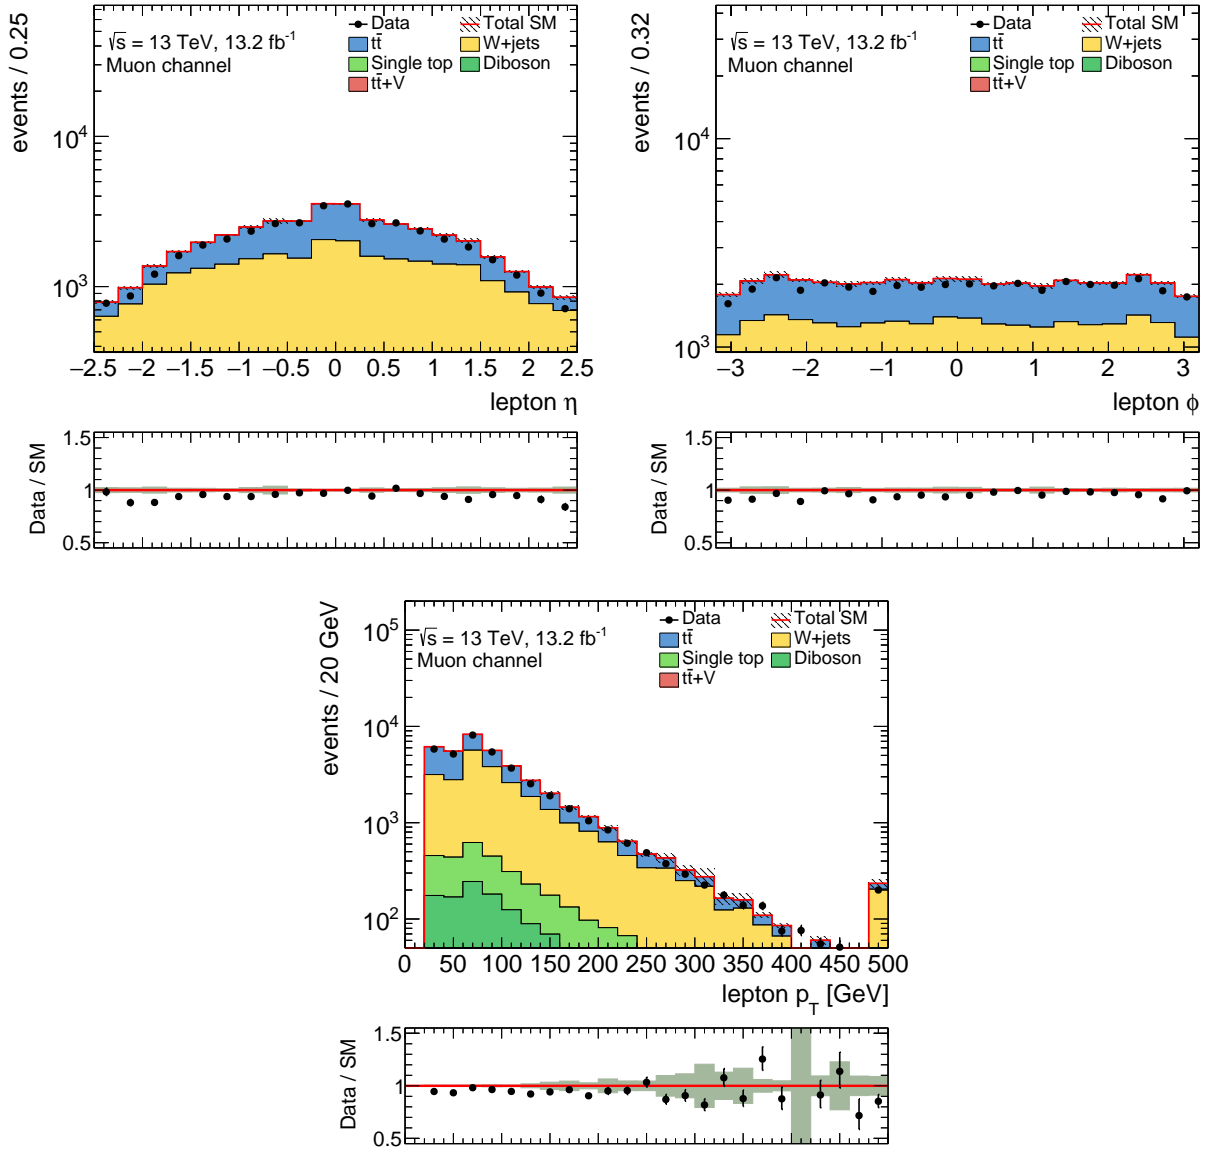 events / 0.25
√s = 13 TeV, 13.2 fb⁻¹
Muon channel
Data
Total SM
tt̄
W+jets
Single top
Diboson
tt̄+V
10⁴
10³
−2.5 −2 −1.5 −1 −0.5 0 0.5 1 1.5 2 2.5
lepton η
Data / SM
1.5
1
0.5
events / 0.32
√s = 13 TeV, 13.2 fb⁻¹
Muon channel
Data
Total SM
tt̄
W+jets
Single top
Diboson
tt̄+V
10⁴
10³
−3 −2 −1 0 1 2 3
lepton ϕ
Data / SM
1.5
1
0.5
events / 20 GeV
√s = 13 TeV, 13.2 fb⁻¹
Muon channel
Data
Total SM
tt̄
W+jets
Single top
Diboson
tt̄+V
10⁵
10⁴
10³
10²
0 50 100 150 200 250 300 350 400 450 500
lepton p_T [GeV]
Data / SM
1.5
1
0.5